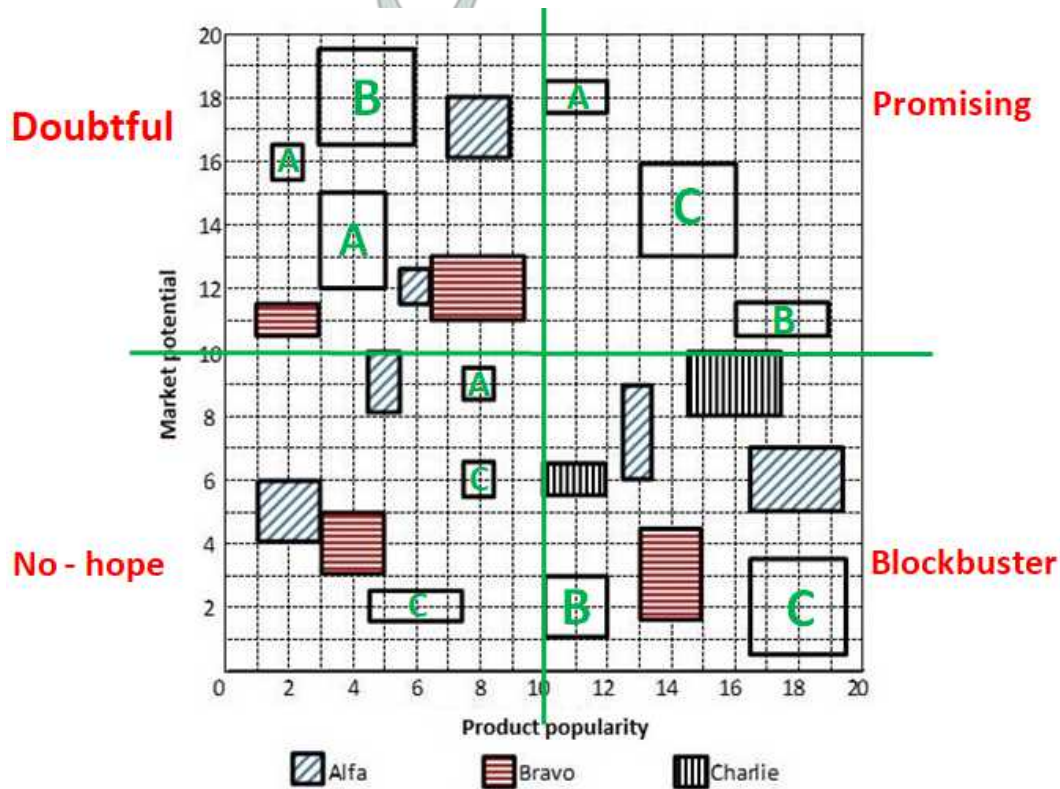 20
B
A
Promising
Doubtful
18
16
A
C
14
A
12
B
10
A
8
6
C
4
No - hope
Blockbuster
C
B
C
2
Market potential
0 2 4 6 8 10 12 14 16 18 20
Product popularity
Alfa Bravo Charlie